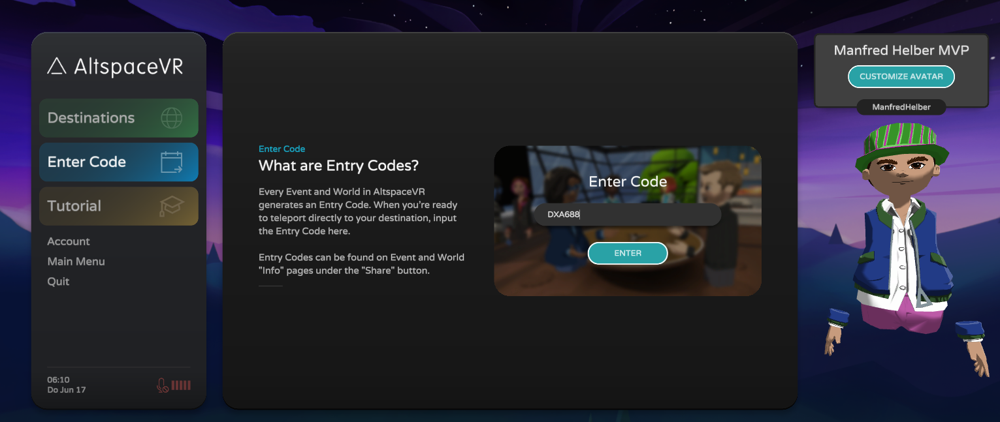 AltspaceVR
Destinations
Enter Code
Tutorial
Account
Main Menu
Quit
06:10
Do Jun 17
Enter Code
What are Entry Codes?
Every Event and World in AltspaceVR
generates an Entry Code. When you're ready
to teleport directly to your destination, input
the Entry Code here.
Entry Codes can be found on Event and World
"Info" pages under the "Share" button.
Enter Code
DXA688
ENTER
Manfred Helber MVP
CUSTOMIZE AVATAR
ManfredHelber